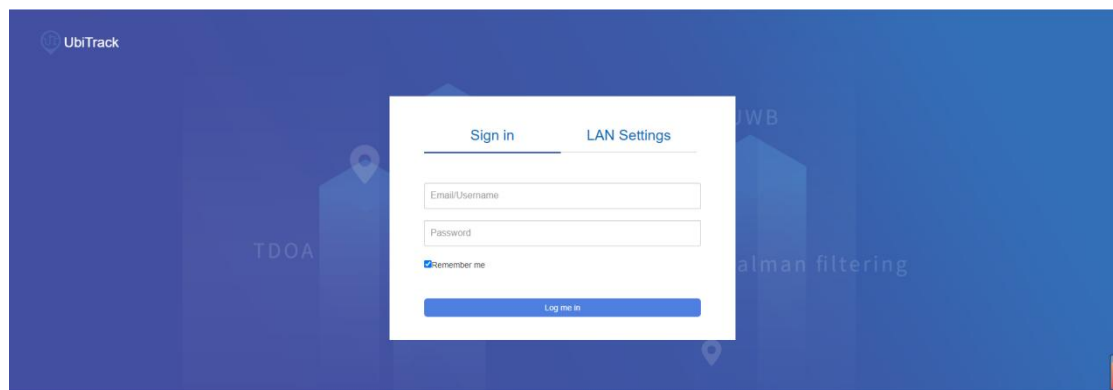 UbiTrack
UWB
Sign in
LAN Settings
Email/Username
Password
TDOA
Remember me
alman filtering
Log me in